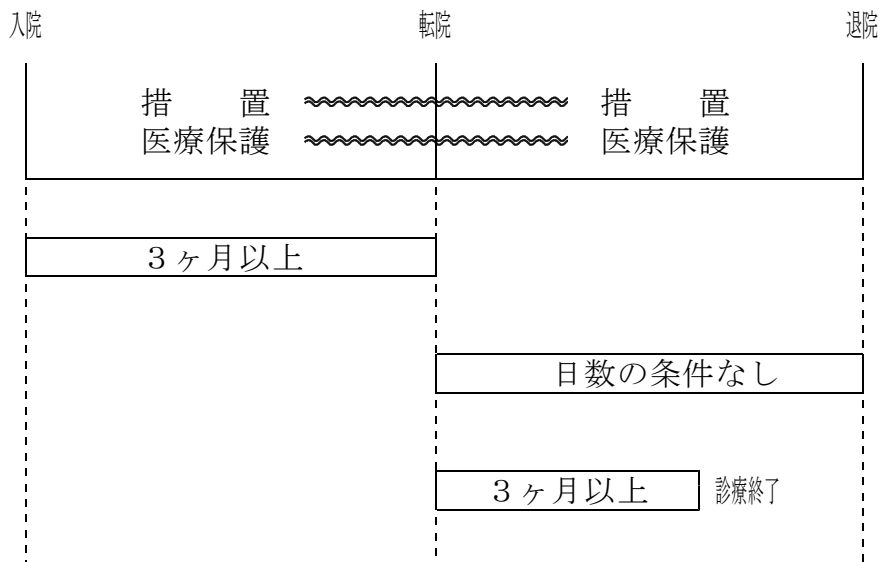 入院 転院 退院
措 置 措 置
医療保護 医療保護
3ヶ月以上
日数の条件なし
3ヶ月以上 診療終了